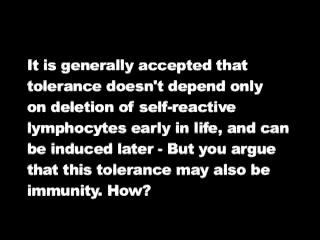 It is generally accepted that
tolerance doesn't depend only
on deletion of self-reactive
lymphocytes early in life, and can
be induced later - But you argue
that this tolerance may also be
immunity. How?